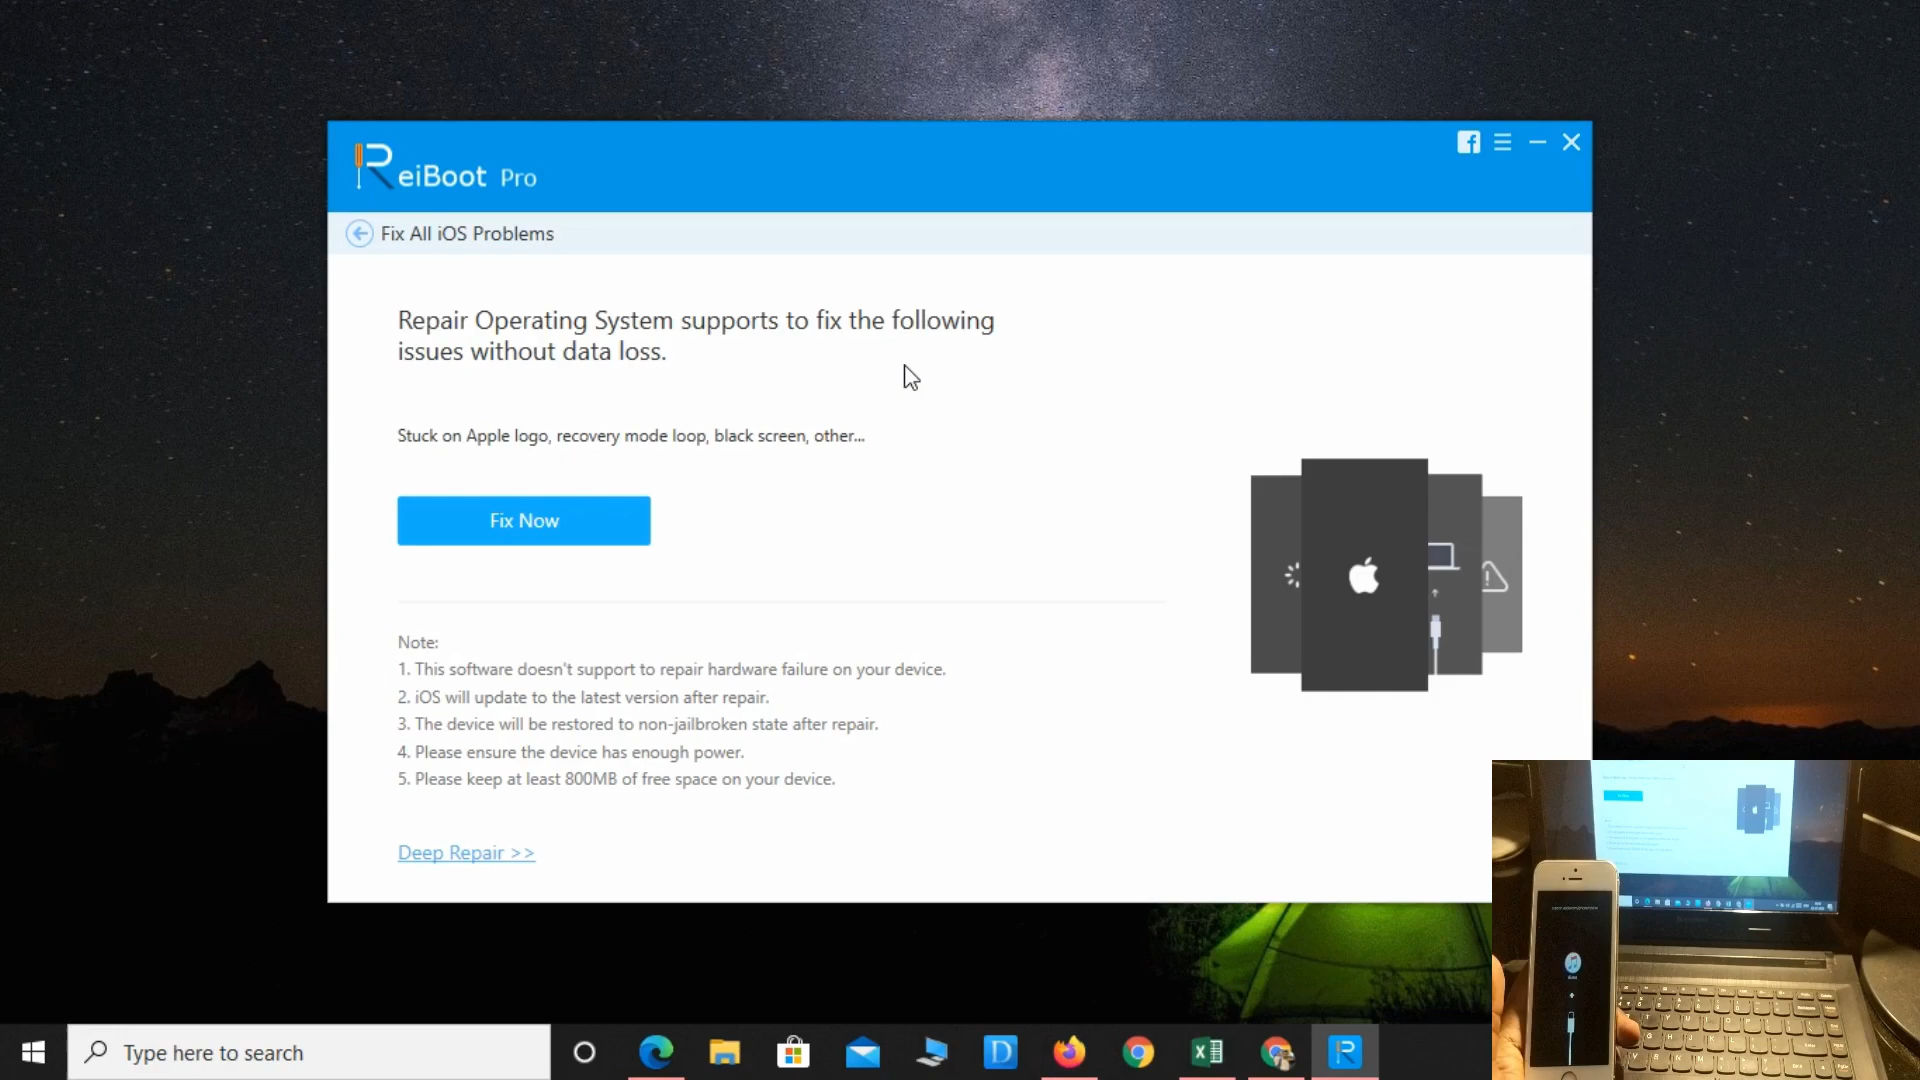 ReiBoot Pro
Fix All iOS Problems
Repair Operating System supports to fix the following
issues without data loss.
Stuck on Apple logo, recovery mode loop, black screen, other...
Fix Now
Note:
1. This software doesn't support to repair hardware failure on your device.
2. iOS will update to the latest version after repair.
3. The device will be restored to non-jailbroken state after repair.
4. Please ensure the device has enough power.
5. Please keep at least 800MB of free space on your device.
Deep Repair >>
Type here to search